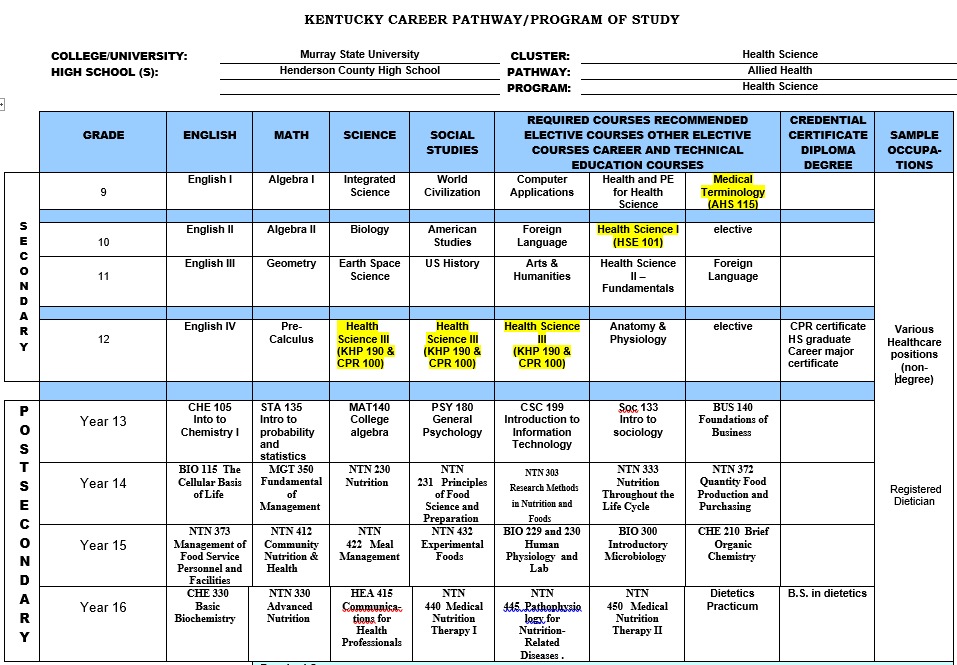 KENTUCKY CAREER PATHWAY/PROGRAM OF STUDY
COLLEGE/UNIVERSITY: Murray State University CLUSTER: Health Science
HIGH SCHOOL (S): Henderson County High School PATHWAY: Allied Health
PROGRAM: Health Science
GRADE
ENGLISH
MATH
SCIENCE
SOCIAL
STUDIES
REQUIRED COURSES RECOMMENDED
ELECTIVE COURSES OTHER ELECTIVE
COURSES CAREER AND TECHNICAL
EDUCATION COURSES
CREDENTIAL
CERTIFICATE
DIPLOMA
DEGREE
SAMPLE
OCCUPA-
TIONS
SECONDARY
9
English I
Algebra I
Integrated
Science
World
Civilization
Computer
Applications
Health and PE
for Health
Science
Medical
Terminology
(AHS 115)
10
English II
Algebra II
Biology
American
Studies
Foreign
Language
Health Science I
(HSE 101)
elective
11
English III
Geometry
Earth Space
Science
US History
Arts &
Humanities
Health Science
II –
Fundamentals
Foreign
Language
12
English IV
Pre-
Calculus
Health
Science III
(KHP 190 &
CPR 100)
Health
Science III
(KHP 190 &
CPR 100)
Health Science
III
(KHP 190 &
CPR 100)
Anatomy &
Physiology
elective
CPR certificate
HS graduate
Career major
certificate
Various
Healthcare
positions
(non-
degree)
POSTSECONDARY
Year 13
CHE 105
Into to
Chemistry I
STA 135
Intro to
probability
and
statistics
MAT140
College
algebra
PSY 180
General
Psychology
CSC 199
Introduction to
Information
Technology
Soc 133
Intro to
sociology
BUS 140
Foundations of
Business
Year 14
BIO 115 The
Cellular Basis
of Life
MGT 350
Fundamental
of
Management
NTN 230
Nutrition
NTN
231 Principles
of Food
Science and
Preparation
NTN 303
Research Methods
in Nutrition and
Foods
NTN 333
Nutrition
Throughout the
Life Cycle
NTN 372
Quantity Food
Production and
Purchasing
Registered
Dietician
Year 15
NTN 373
Management of
Food Service
Personnel and
Facilities
NTN 412
Community
Nutrition &
Health
NTN
422 Meal
Management
NTN 432
Experimental
Foods
BIO 229 and 230
Human
Physiology and
Lab
BIO 300
Introductory
Microbiology
CHE 210 Brief
Organic
Chemistry
Year 16
CHE 330
Basic
Biochemistry
NTN 330
Advanced
Nutrition
HEA 415
Communica-
tions for
Health
Professionals
NTN
440 Medical
Nutrition
Therapy I
NTN
445 Pathophysio
logy for
Nutrition-
Related
Diseases .
NTN
450 Medical
Nutrition
Therapy II
Dietetics
Practicum
B.S. in dietetics